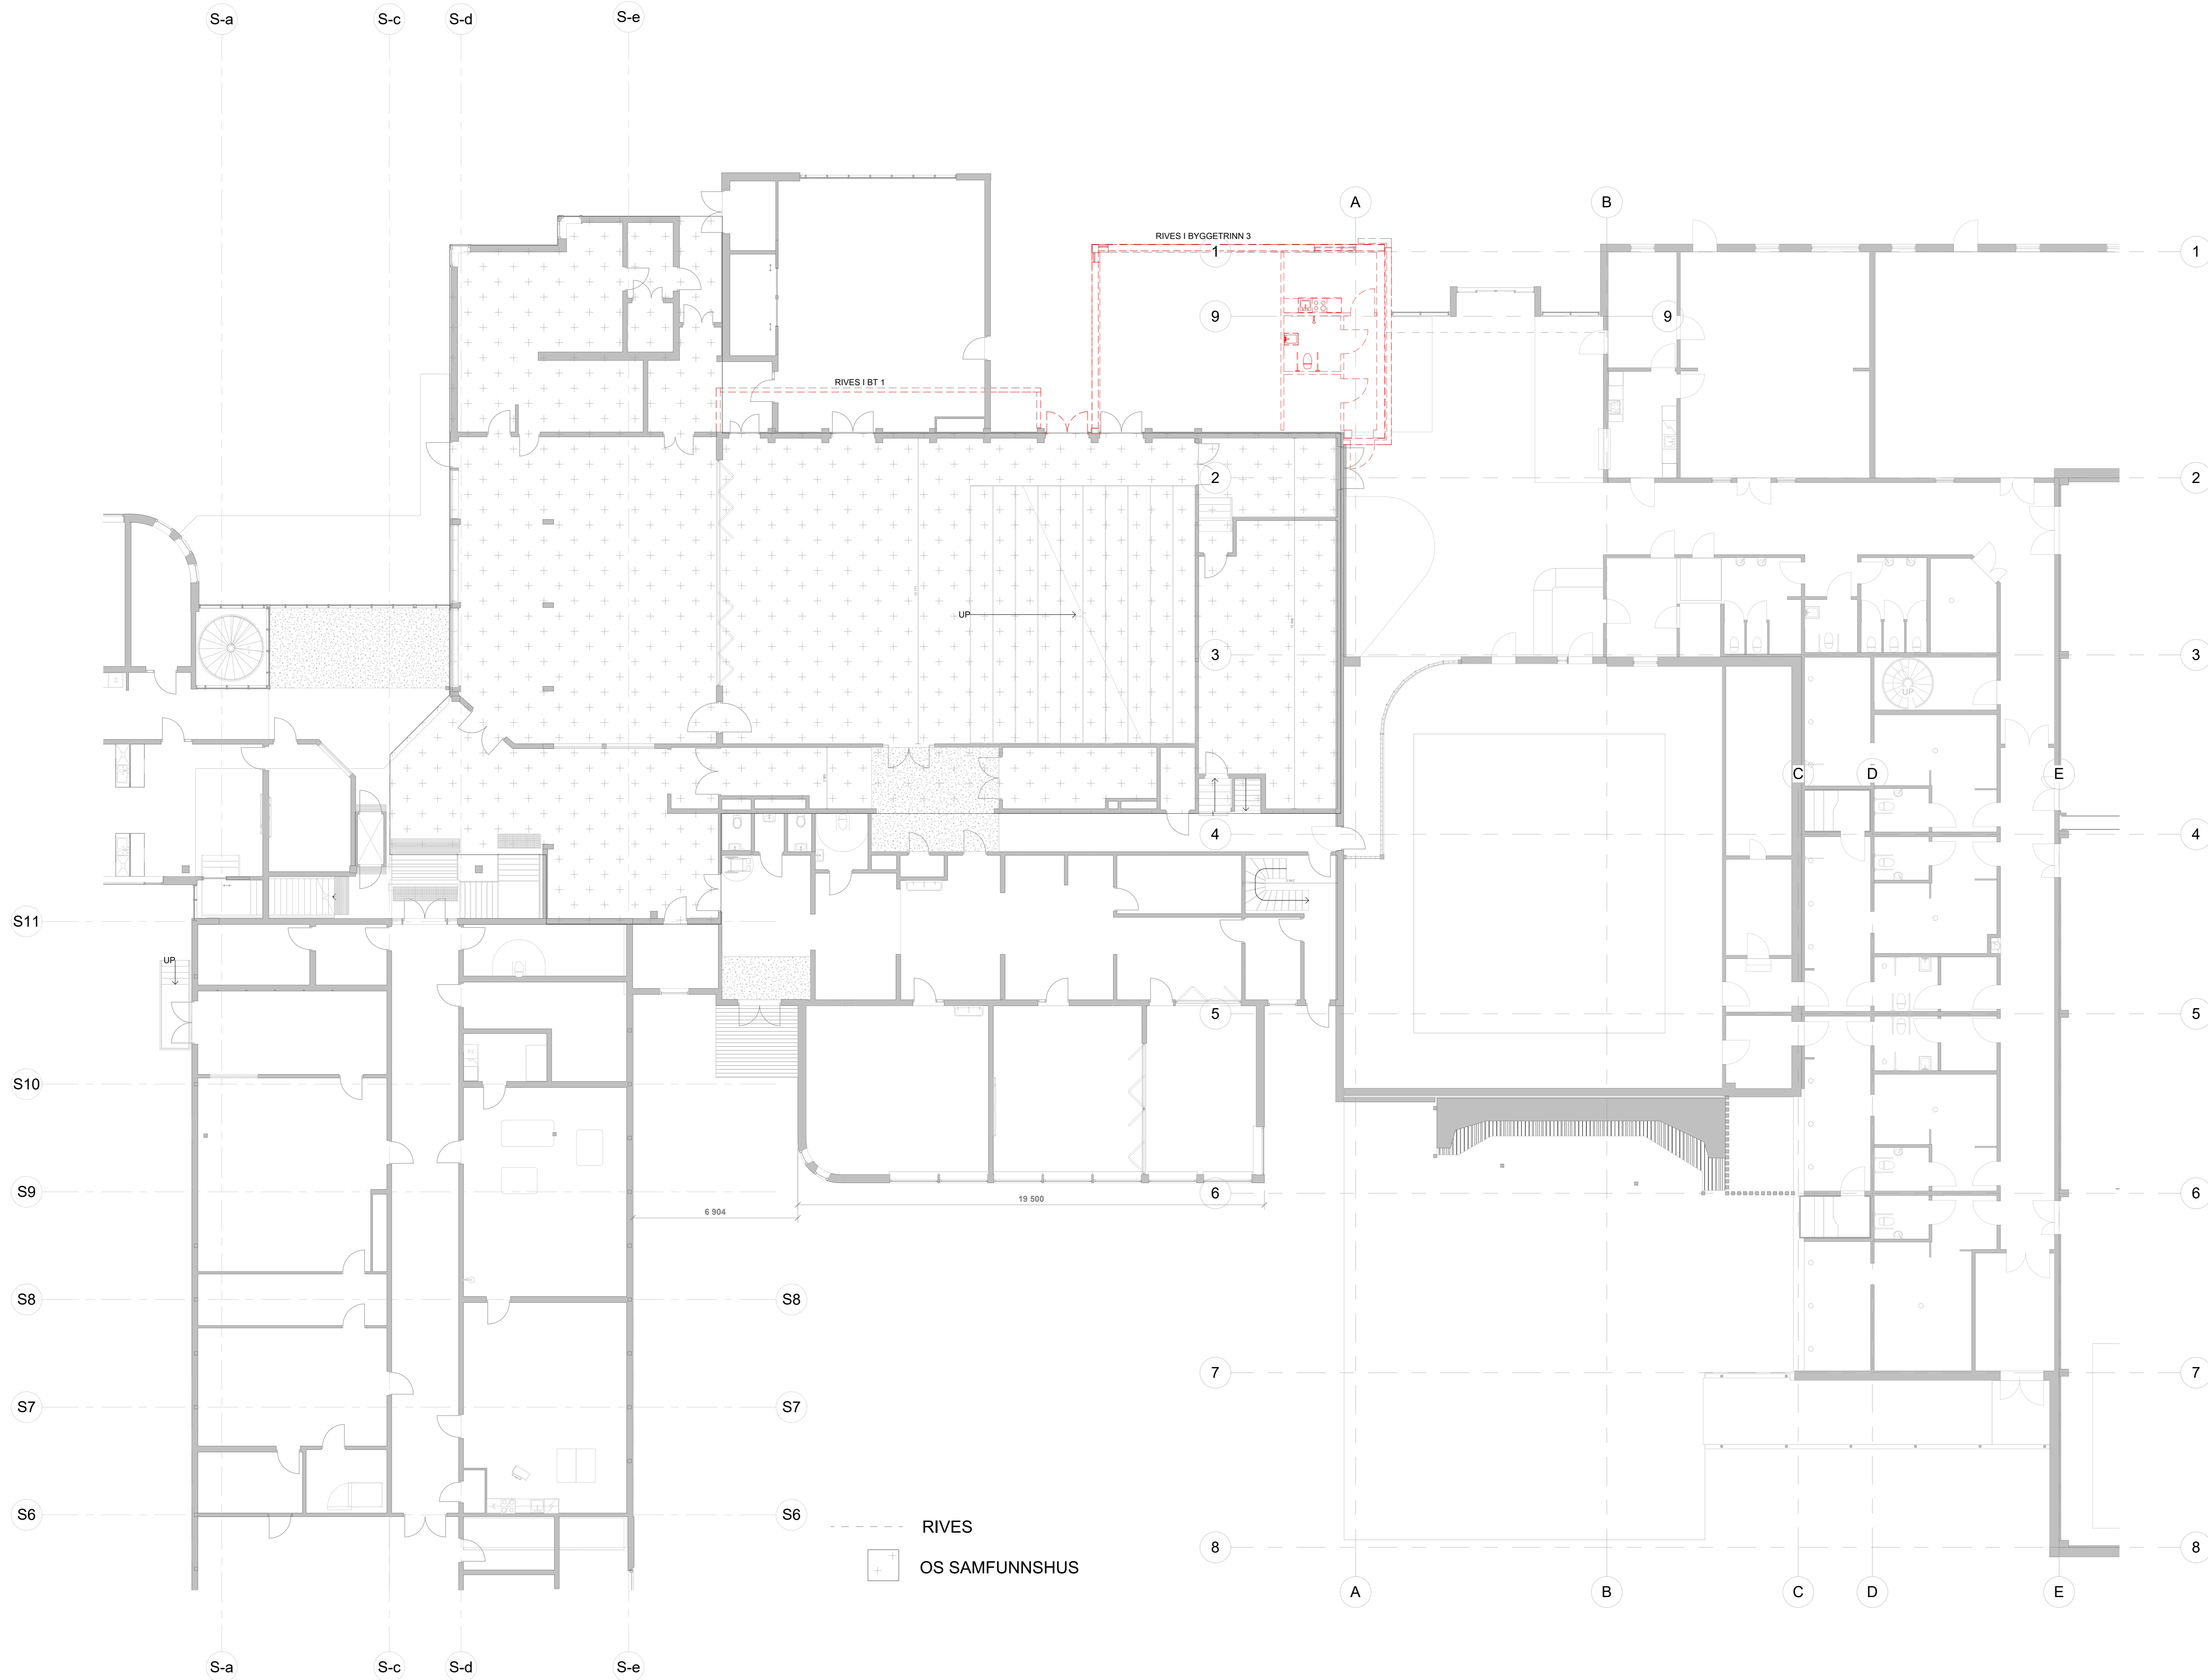 S-a
S-c
S-d
S-e
A
B
RIVES I BYGGETRINN 3
1
1
9
9
RIVES I BT 1
2
2
UP
3
3
UP
C
D
E
4
4
S11
UP
5
5
S10
S9
6
6
19 500
6 904
S8
S8
7
7
S7
S7
S6
S6
RIVES
8
8
OS SAMFUNNSHUS
A
B
C
D
E
S-a
S-c
S-d
S-e